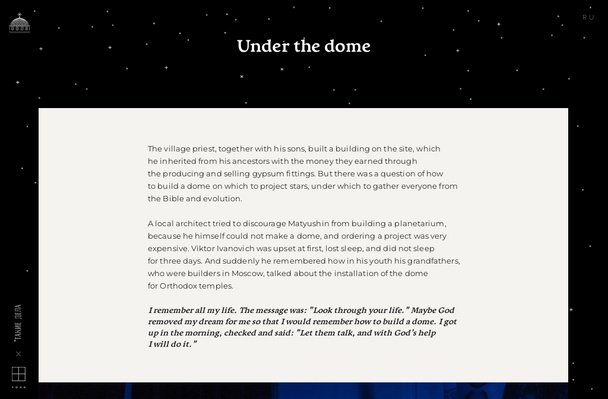 RU
Under the dome
The village priest, together with his sons, built a building on the site, which
he inherited from his ancestors with the money they earned through
the producing and selling gypsum fittings. But there was a question of how
to build a dome on which to project stars, under which to gather everyone from
the Bible and evolution.
A local architect tried to discourage Matyushin from building a planetarium,
because he himself could not make a dome, and ordering a project was very
expensive. Viktor Ivanovich was upset at first, lost sleep, and did not sleep
for three days. And suddenly he remembered how in his youth his grandfathers,
who were builders in Moscow, talked about the installation of the dome
for Orthodox temples.
I remember all my life. The message was: "Look through your life." Maybe God
removed my dream for me so that I would remember how to build a dome. I got
up in the morning, checked and said: "Let them talk, and with God's help
I will do it."
"ТАКИЕ ДЕЛА
×